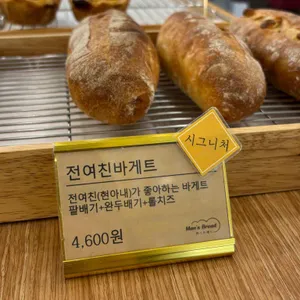 시그니처
전여친바게트
전여친(현아내)가 좋아하는 바게트
팥배기+완두배기+롤치즈
4,600원
Man's Bread